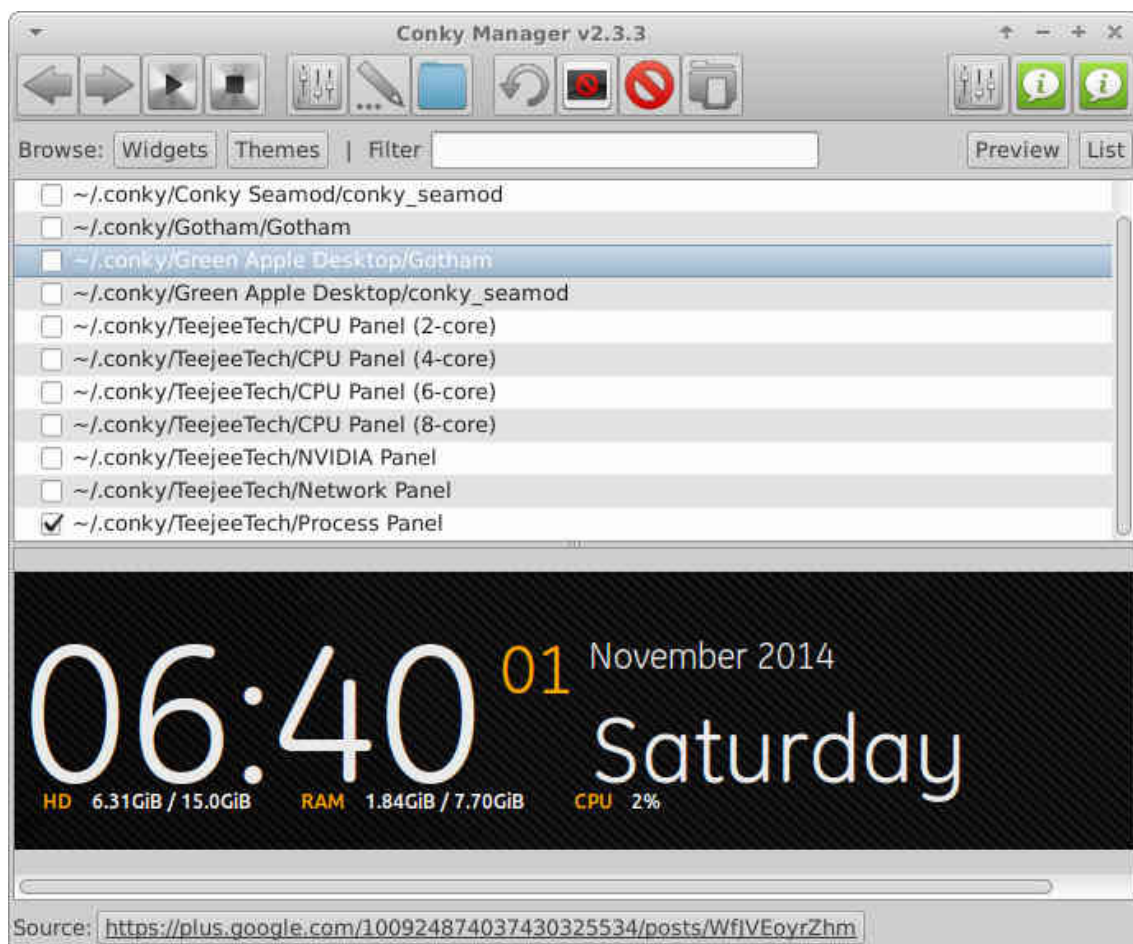 Conky Manager v2.3.3
Browse: Widgets Themes | Filter Preview List
~/.conky/Conky Seamod/conky_seamod
~/.conky/Gotham/Gotham
~/.conky/Green Apple Desktop/Gotham
~/.conky/Green Apple Desktop/conky_seamod
~/.conky/TeejeeTech/CPU Panel (2-core)
~/.conky/TeejeeTech/CPU Panel (4-core)
~/.conky/TeejeeTech/CPU Panel (6-core)
~/.conky/TeejeeTech/CPU Panel (8-core)
~/.conky/TeejeeTech/NVIDIA Panel
~/.conky/TeejeeTech/Network Panel
~/.conky/TeejeeTech/Process Panel
06:40 01 November 2014
Saturday
HD 6.31GiB / 15.0GiB RAM 1.84GiB / 7.70GiB CPU 2%
Source: https://plus.google.com/100924874037430325534/posts/WfJVEoyrZhm